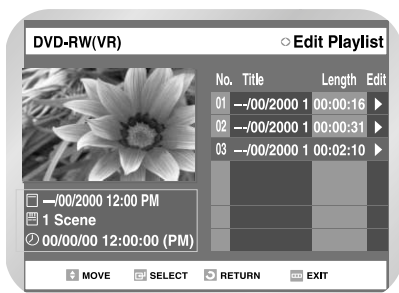 DVD-RW(VR) Edit Playlist
No. Title Length Edit
01 --/00/2000 1 00:00:16
02 --/00/2000 1 00:00:31
03 --/00/2000 1 00:02:10
--/00/2000 12:00 PM
1 Scene
00/00/00 12:00:00 (PM)
MOVE SELECT RETURN EXIT